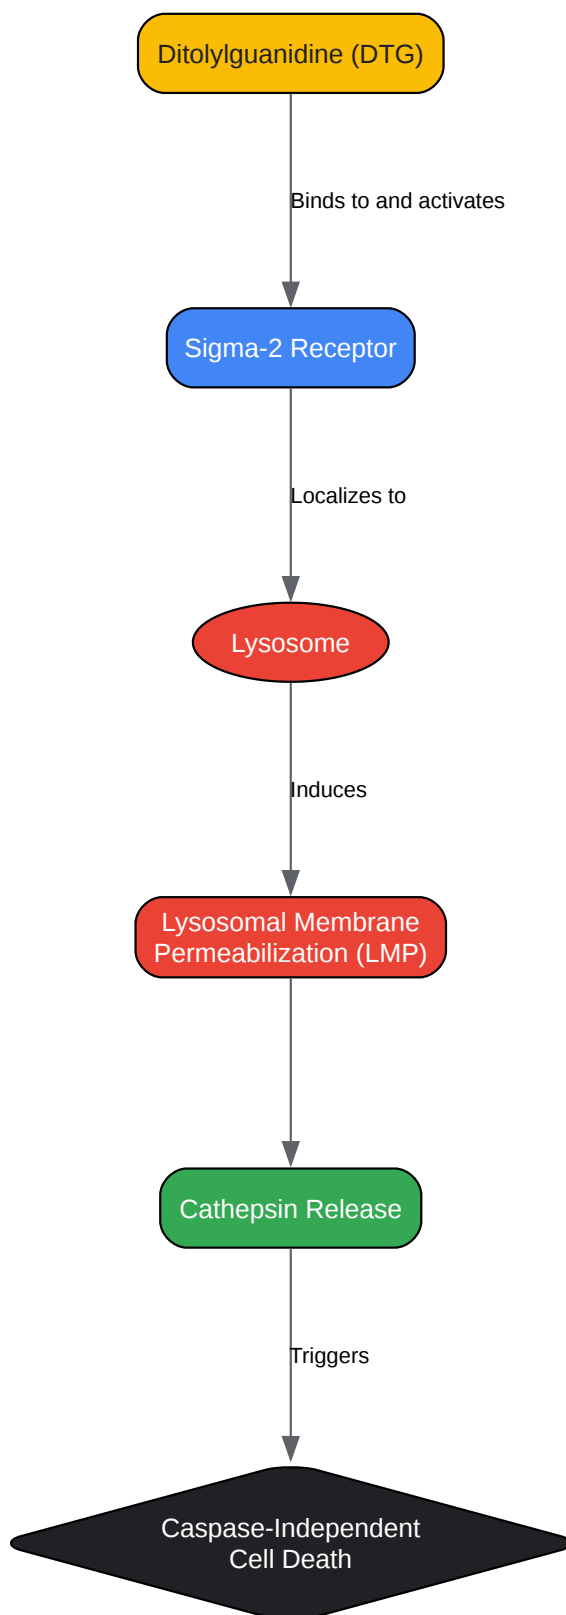 Ditolylguanidine (DTG)
Binds to and activates
Sigma-2 Receptor
Localizes to
Lysosome
Induces
Lysosomal Membrane
Permeabilization (LMP)
Cathepsin Release
Triggers
Caspase-Independent
Cell Death